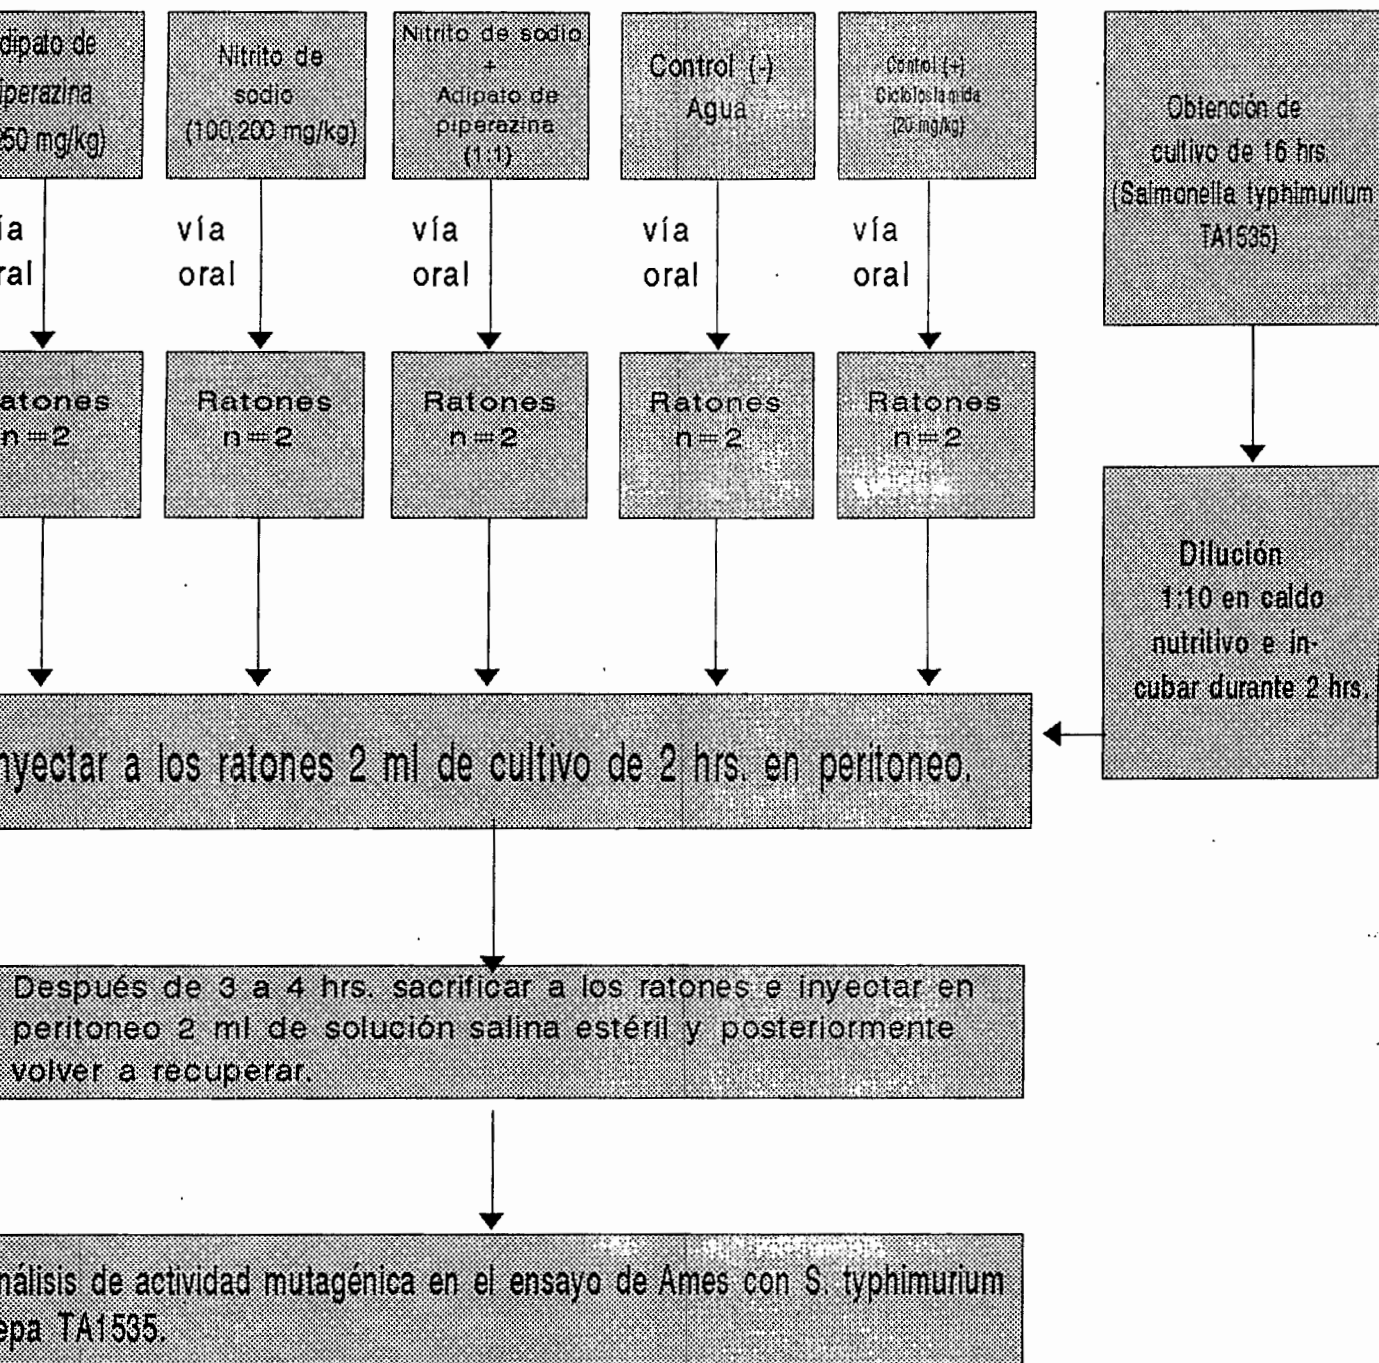 dipato de
iperazina
50 mg/kg)
Nitrito de
sodio
(100,200 mg/kg)
Nitrito de sodio
+
Adipato de
piperazina
(1:1)
Control (-)
Agua
Control (+)
Ciclofosfamida
(20 mg/kg)
Obtención de
cultivo de 16 hrs.
(Salmonella typhimurium
TA1535)
ía
ral
vía
oral
vía
oral
vía
oral
vía
oral
atones
n=2
Ratones
n=2
Ratones
n=2
Ratones
n=2
Ratones
n=2
Dilución
1:10 en caldo
nutritivo e in-
cubar durante 2 hrs.
nyectar a los ratones 2 ml de cultivo de 2 hrs. en peritoneo.
Después de 3 a 4 hrs. sacrificar a los ratones e inyectar en
peritoneo 2 ml de solución salina estéril y posteriormente
volver a recuperar.
nálisis de actividad mutagénica en el ensayo de Ames con S. typhimurium
epa TA1535.